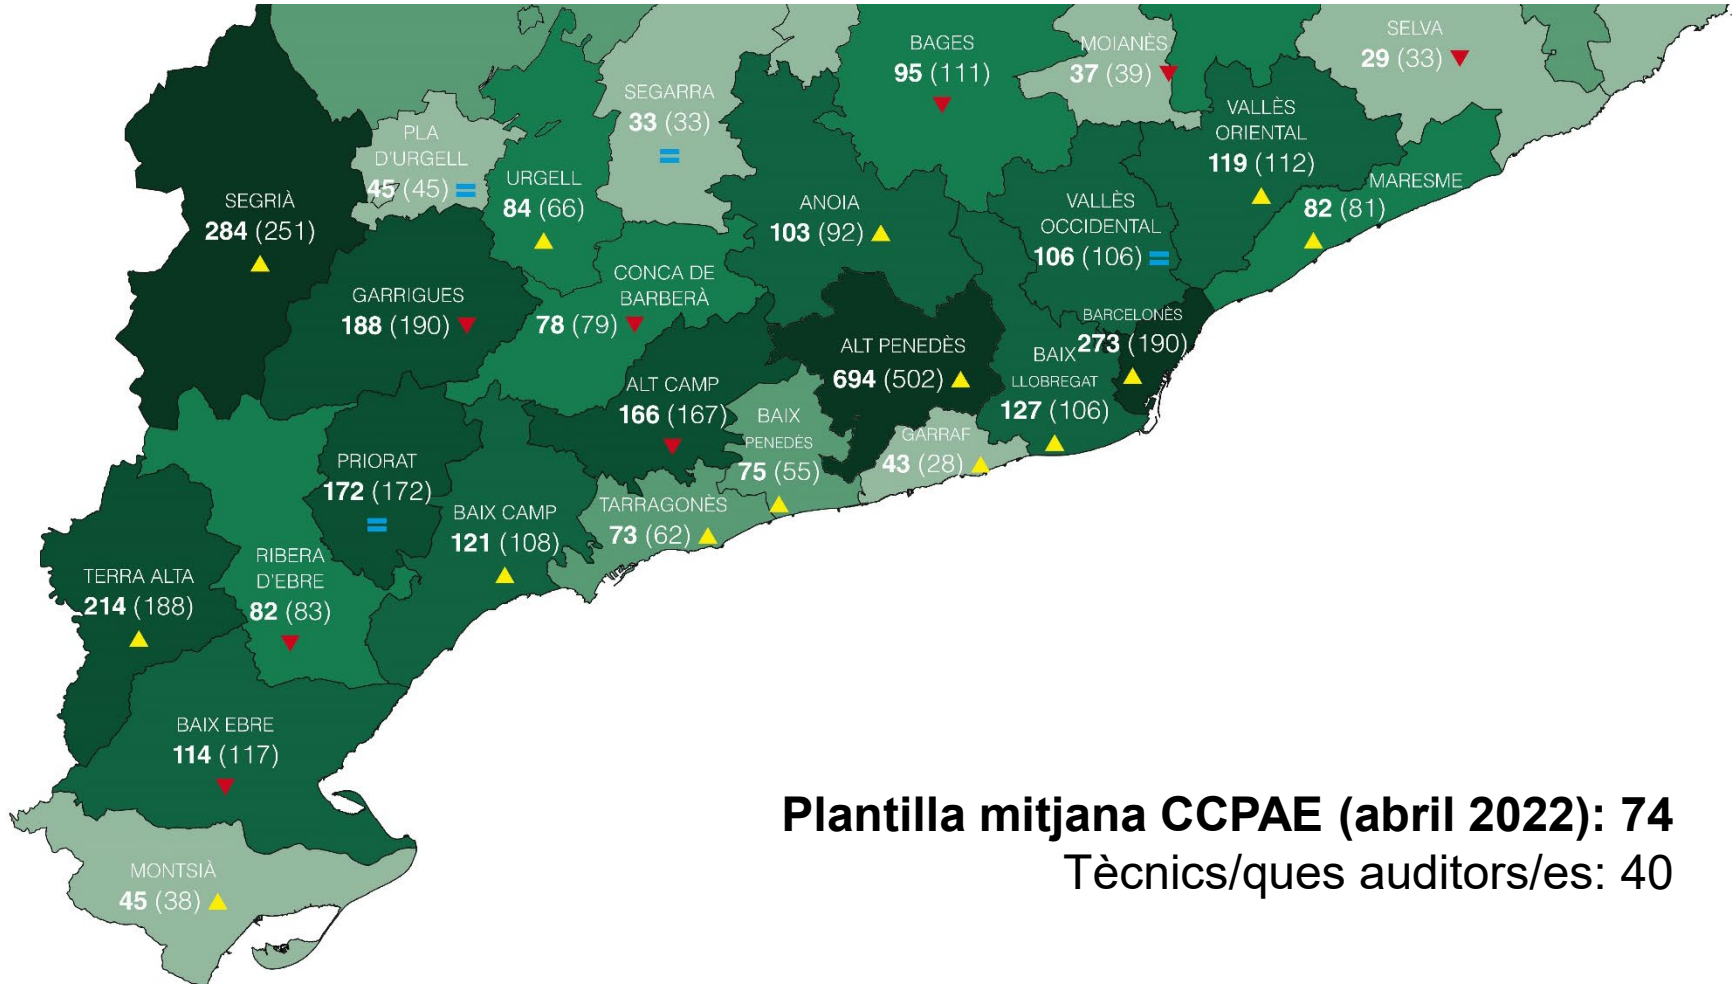 BAGES
95 (111)
MOIANÈS
37 (39)
SELVA
29 (33)
SEGARRA
33 (33)
=
VALLÈS
ORIENTAL
119 (112)
PLA
D'URGELL
45 (45) =
URGELL
84 (66)
MARESME
82 (81)
SEGRIÀ
284 (251)
ANOIA
103 (92)
VALLÈS
OCCIDENTAL
106 (106) =
GARRIGUES
188 (190)
CONCA DE
BARBERÀ
78 (79)
BARCELONÈS
273 (190)
ALT PENEDÈS
694 (502)
BAIX
LLOBREGAT
127 (106)
ALT CAMP
166 (167)
BAIX
PENEDÈS
75 (55)
GARRAF
43 (28)
PRIORAT
172 (172)
=
BAIX CAMP
121 (108)
TARRAGONÈS
73 (62)
TERRA ALTA
214 (188)
RIBERA
D'EBRE
82 (83)
BAIX EBRE
114 (117)
MONTSIÀ
45 (38)
Plantilla mitjana CCPAE (abril 2022): 74
Tècnics/ques auditors/es: 40